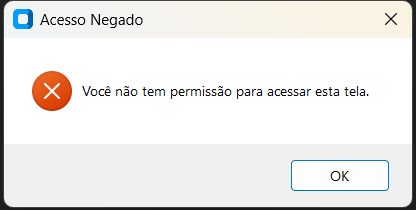 Acesso Negado
Você não tem permissão para acessar esta tela.
OK